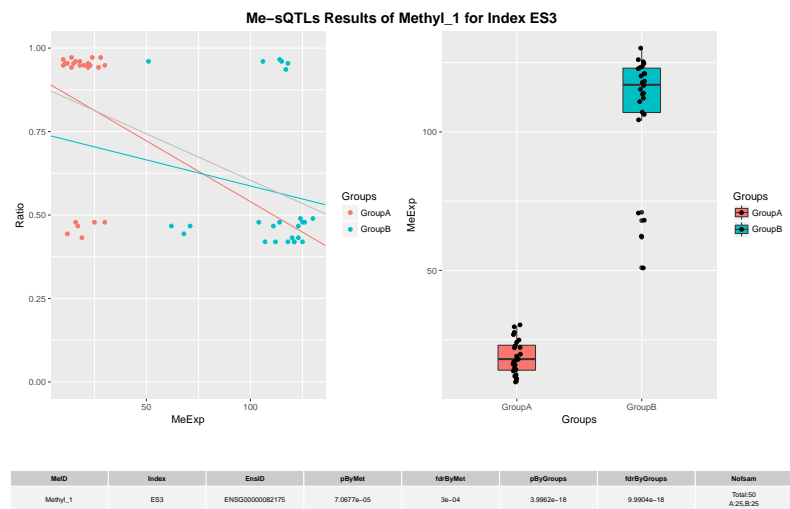 Me−sQTLs Results of Methyl_1 for Index ES3
1.00
0.75
0.50
0.25
0.00
Ratio
50
100
MeExp
Groups
GroupA
GroupB
100
50
MeExp
GroupA
GroupB
Groups
Groups
GroupA
GroupB
MeID Index EnsID pByMet fdrByMet pByGroups fdrByGroups Nofsam
Methyl_1 ES3 ENSG00000082175 7.0677e−05 3e−04 3.9962e−18 9.9904e−18 Total:50
A:25,B:25